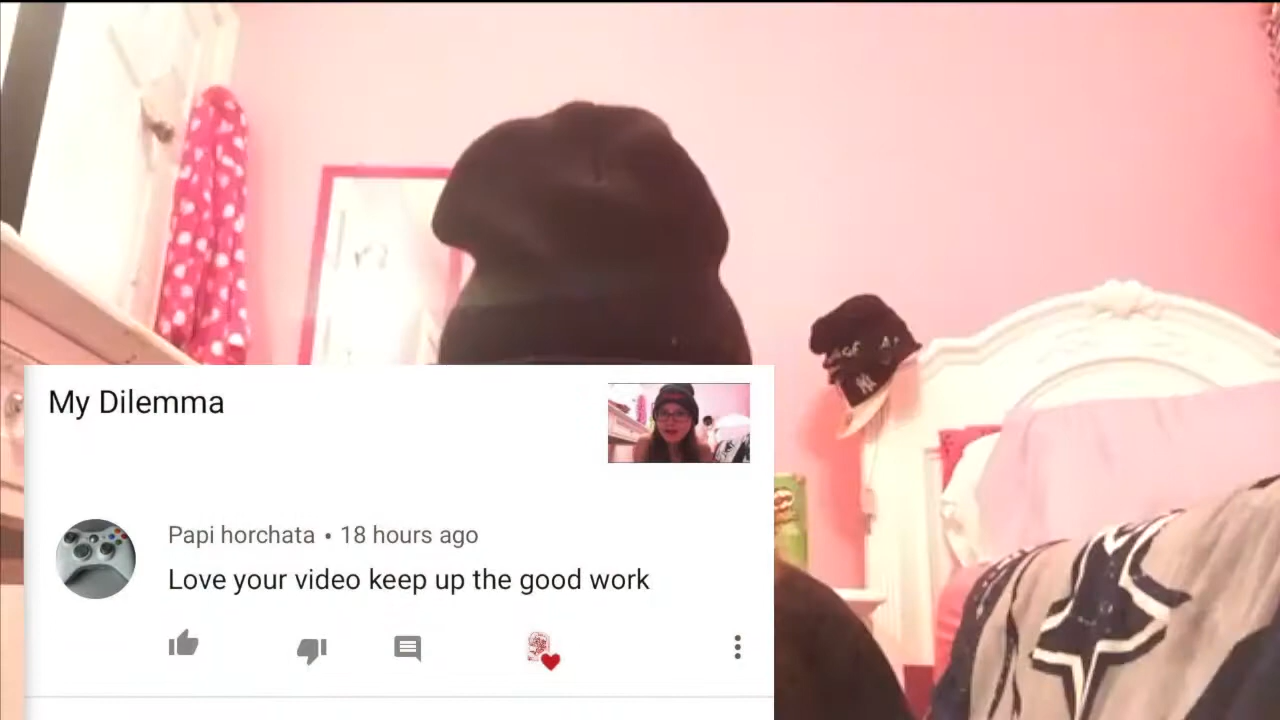 My Dilemma
Papi horchata • 18 hours ago
Love your video keep up the good work